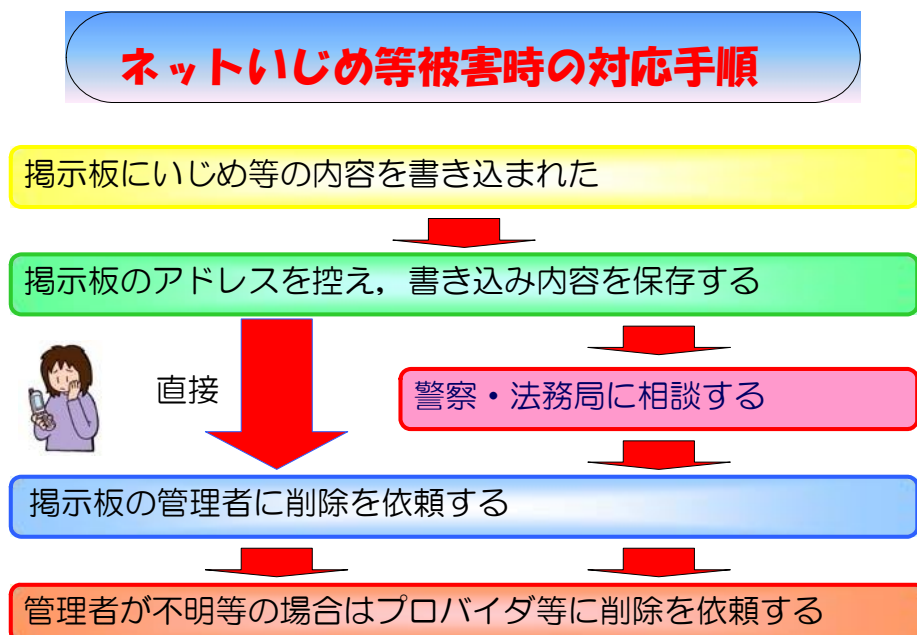 ネットいじめ等被害時の対応手順
掲示板にいじめ等の内容を書き込まれた
掲示板のアドレスを控え，書き込み内容を保存する
直接
警察・法務局に相談する
掲示板の管理者に削除を依頼する
管理者が不明等の場合はプロバイダ等に削除を依頼する